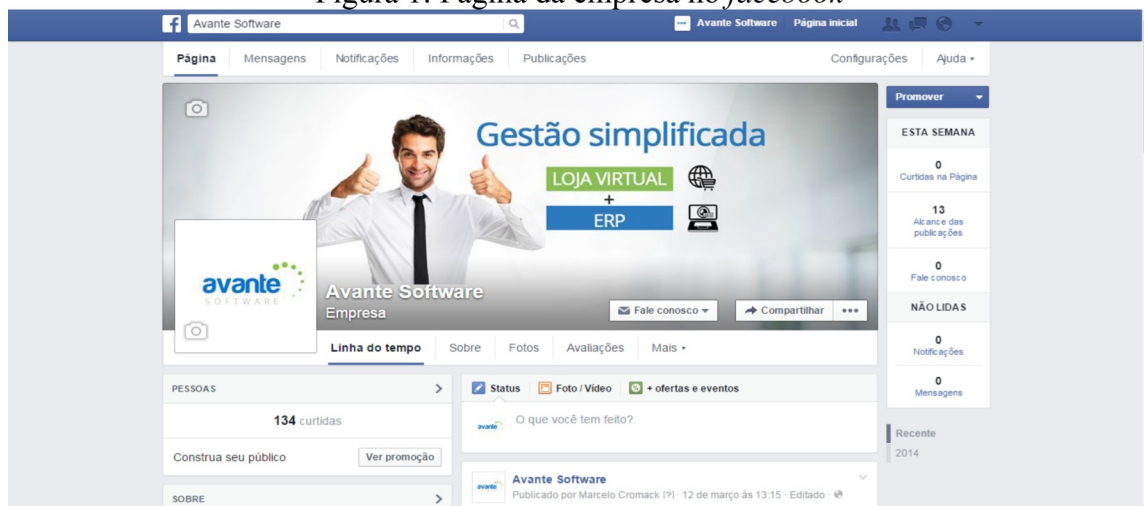 Figura 1: Página da empresa no facebook
Avante Software
Avante Software Página inicial
Página Mensagens Notificações Informações Publicações Configurações Ajuda
Gestão simplificada
LOJA VIRTUAL
+
ERP
avante
SOFTWARE
Avante Software
Empresa
Fale conosco Compartilhar
Linha do tempo Sobre Fotos Avaliações Mais
Promover
ESTA SEMANA
0
Curtidas na Página
13
Alcance das
publicações
0
Fale conosco
NÃO LIDAS
0
Notificações
0
Mensagens
Recente
2014
PESSOAS
134 curtidas
Construa seu público Ver promoção
SOBRE
Status Foto / Vídeo + ofertas e eventos
avante
O que você tem feito?
avante
Avante Software
Publicado por Marcelo Cromack [?] · 12 de março às 13:15 · Editado ·